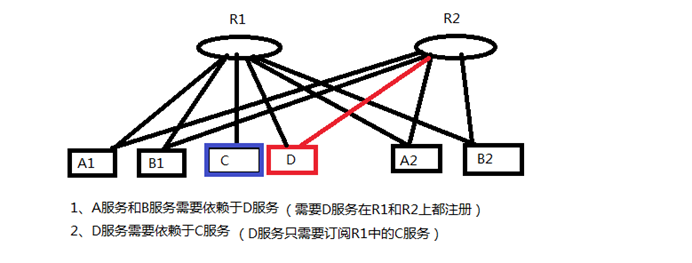 R1 R2
A1 B1 C D A2 B2
1、A服务和B服务需要依赖于D服务（需要D服务在R1和R2上都注册）
2、D服务需要依赖于C服务（D服务只需要订阅R1中的C服务）